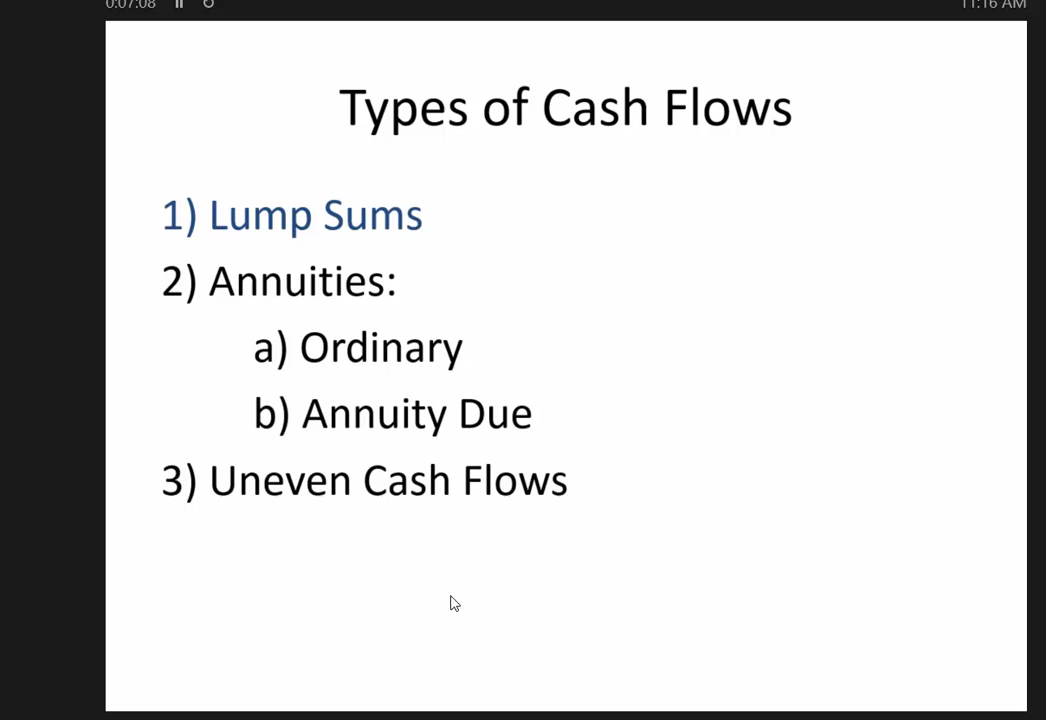 0:07:08 11:16 AM
Types of Cash Flows
1) Lump Sums
2) Annuities:
a) Ordinary
b) Annuity Due
3) Uneven Cash Flows